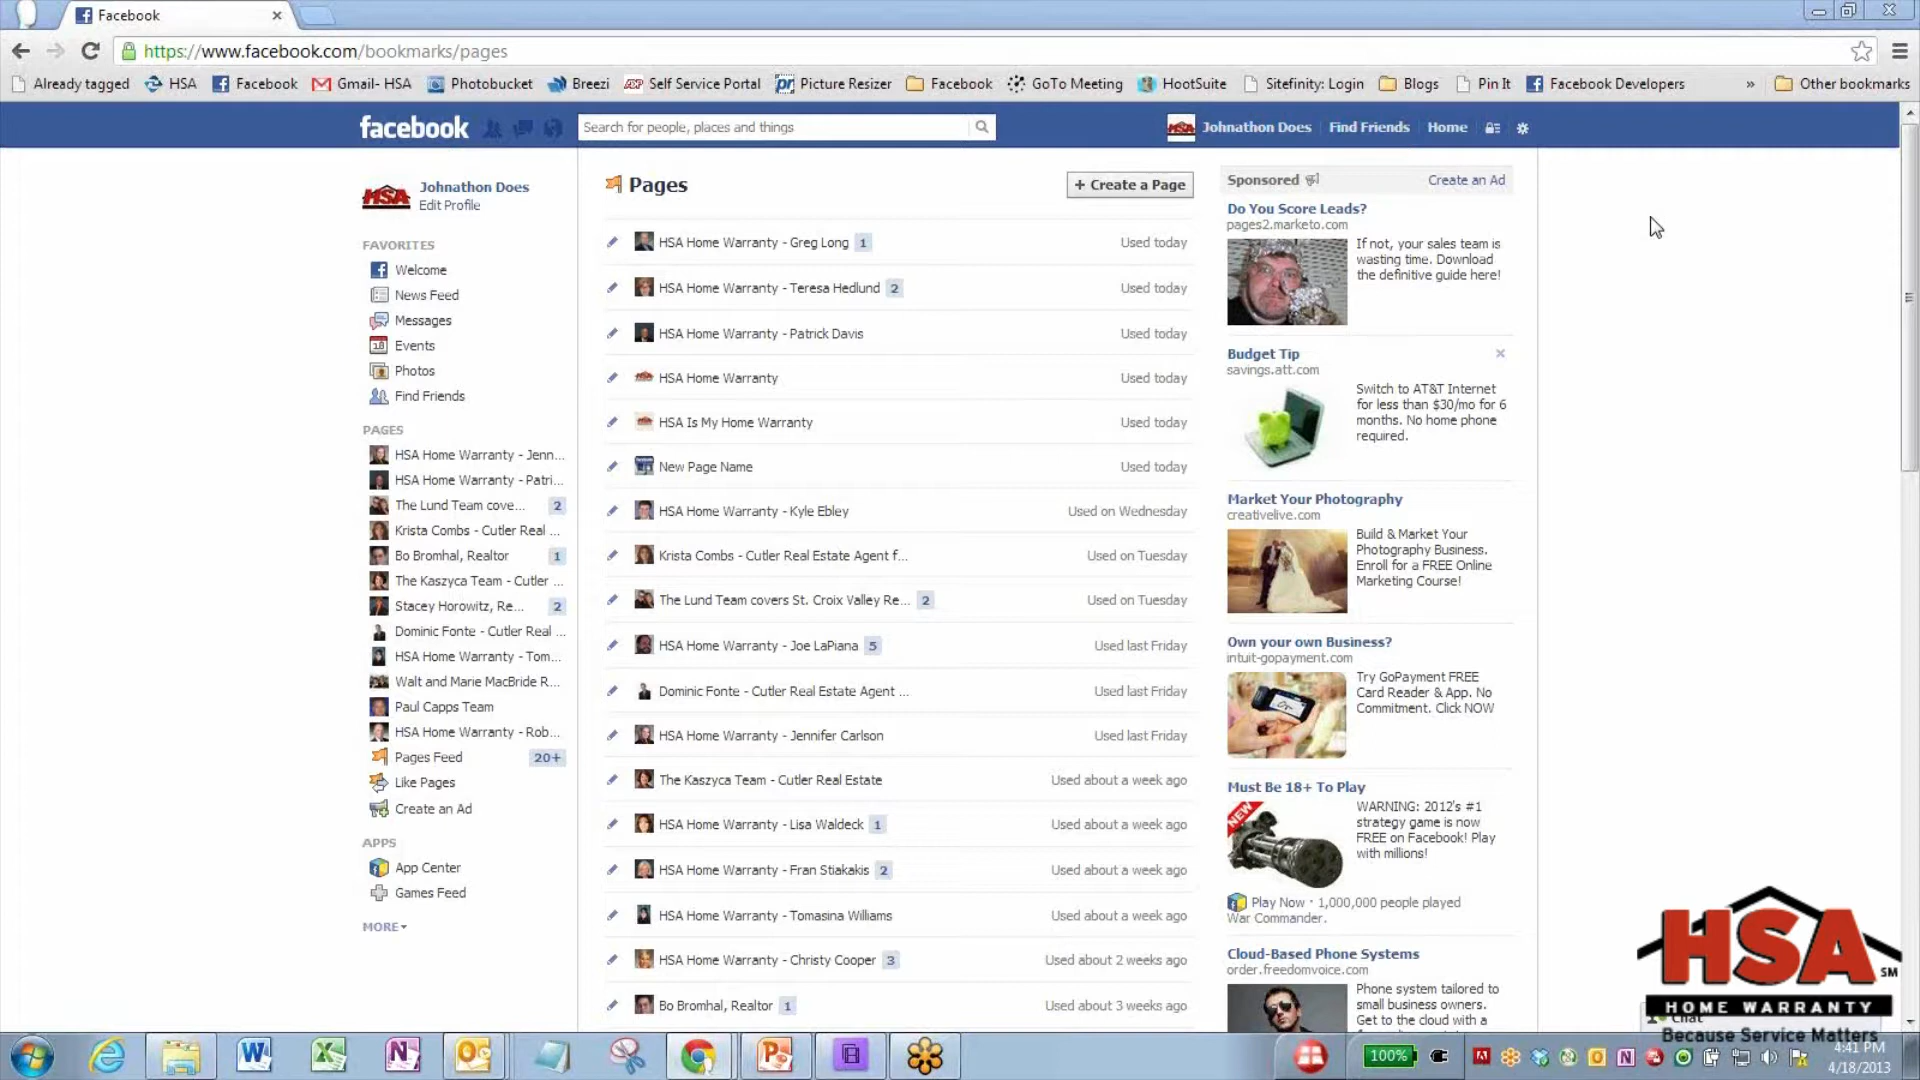 Facebook
https://www.facebook.com/bookmarks/pages
Already tagged HSA Facebook Gmail- HSA Photobucket Breezi Self Service Portal Picture Resizer Facebook GoTo Meeting HootSuite Sitefinity: Login Blogs Pin It Facebook Developers » Other bookmarks
facebook Search for people, places and things Johnathon Does Find Friends Home
Johnathon Does
Edit Profile
FAVORITES
Welcome
News Feed
Messages
Events
Photos
Find Friends
PAGES
HSA Home Warranty - Jenn...
HSA Home Warranty - Patri...
The Lund Team cove... 2
Krista Combs - Cutler Real ...
Bo Bromhal, Realtor 1
The Kaszyca Team - Cutler ...
Stacey Horowitz, Re... 2
Dominic Fonte - Cutler Real ...
HSA Home Warranty - Tom...
Walt and Marie MacBride R...
Paul Capps Team
HSA Home Warranty - Rob...
Pages Feed 20+
Like Pages
Create an Ad
APPS
App Center
Games Feed
MORE
Pages + Create a Page
HSA Home Warranty - Greg Long 1 Used today
HSA Home Warranty - Teresa Hedlund 2 Used today
HSA Home Warranty - Patrick Davis Used today
HSA Home Warranty Used today
HSA Is My Home Warranty Used today
New Page Name Used today
HSA Home Warranty - Kyle Ebley Used on Wednesday
Krista Combs - Cutler Real Estate Agent f... Used on Tuesday
The Lund Team covers St. Croix Valley Re... 2 Used on Tuesday
HSA Home Warranty - Joe LaPiana 5 Used last Friday
Dominic Fonte - Cutler Real Estate Agent ... Used last Friday
HSA Home Warranty - Jennifer Carlson Used last Friday
The Kaszyca Team - Cutler Real Estate Used about a week ago
HSA Home Warranty - Lisa Waldeck 1 Used about a week ago
HSA Home Warranty - Fran Stiakakis 2 Used about a week ago
HSA Home Warranty - Tomasina Williams Used about a week ago
HSA Home Warranty - Christy Cooper 3 Used about 2 weeks ago
Bo Bromhal, Realtor 1 Used about 3 weeks ago
Sponsored Create an Ad
Do You Score Leads?
pages2.marketo.com
If not, your sales team is
wasting time. Download
the definitive guide here!
Budget Tip
savings.att.com
Switch to AT&T Internet
for less than $30/mo for 6
months. No home phone
required.
Market Your Photography
creativelive.com
Build & Market Your
Photography Business.
Enroll for a FREE Online
Marketing Course!
Own your own Business?
intuit-gopayment.com
Try GoPayment FREE
Card Reader & App. No
Commitment. Click NOW
Must Be 18+ To Play
NEW
WARNING: 2012's #1
strategy game is now
FREE on Facebook! Play
with millions!
Play Now · 1,000,000 people played
War Commander.
Cloud-Based Phone Systems
order.freedomvoice.com
Phone system tailored to
small business owners.
Get to the cloud with a
HSA SM
HOME WARRANTY
Chat
Because Service Matters
100%
4:41 PM
4/18/2013